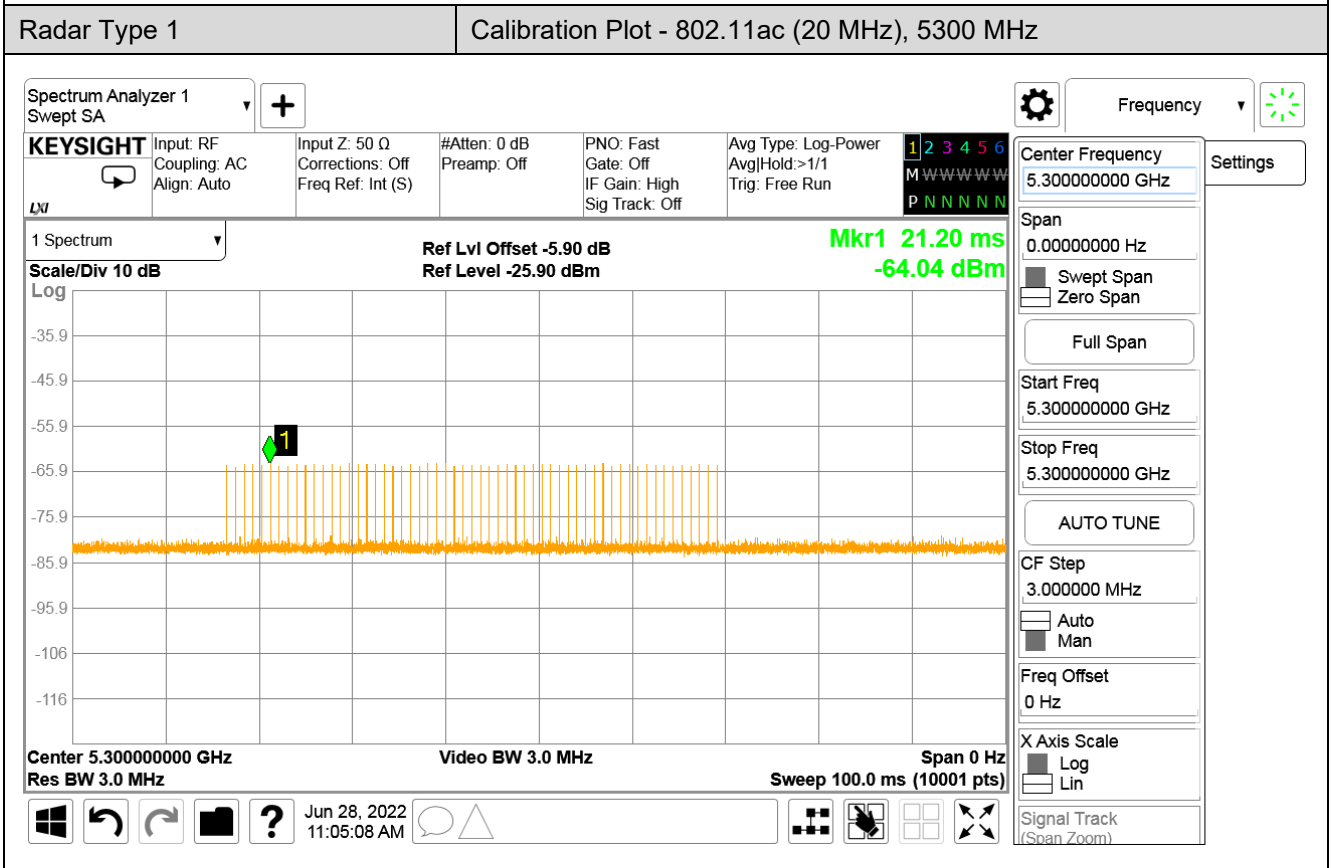 Radar Type 1
Calibration Plot - 802.11ac (20 MHz), 5300 MHz
Spectrum Analyzer 1
Swept SA
Frequency
Settings
KEYSIGHT
LXI
Input: RF
Coupling: AC
Align: Auto
Input Z: 50 Ω
Corrections: Off
Freq Ref: Int (S)
#Atten: 0 dB
Preamp: Off
PNO: Fast
Gate: Off
IF Gain: High
Sig Track: Off
Avg Type: Log-Power
Avg|Hold:>1/1
Trig: Free Run
1 2 3 4 5 6
M W W W W W W
P N N N N N N
1 Spectrum
Scale/Div 10 dB
Log
Ref Lvl Offset -5.90 dB
Ref Level -25.90 dBm
Mkr1 21.20 ms
-64.04 dBm
-35.9
-45.9
-55.9
-65.9
-75.9
-85.9
-95.9
-106
-116
1
Center 5.300000000 GHz
Res BW 3.0 MHz
Video BW 3.0 MHz
Span 0 Hz
Sweep 100.0 ms (10001 pts)
Center Frequency
5.300000000 GHz
Span
0.00000000 Hz
Swept Span
Zero Span
Full Span
Start Freq
5.300000000 GHz
Stop Freq
5.300000000 GHz
AUTO TUNE
CF Step
3.000000 MHz
Auto
Man
Freq Offset
0 Hz
X Axis Scale
Log
Lin
Signal Track
(Span Zoom)
?
Jun 28, 2022
11:05:08 AM